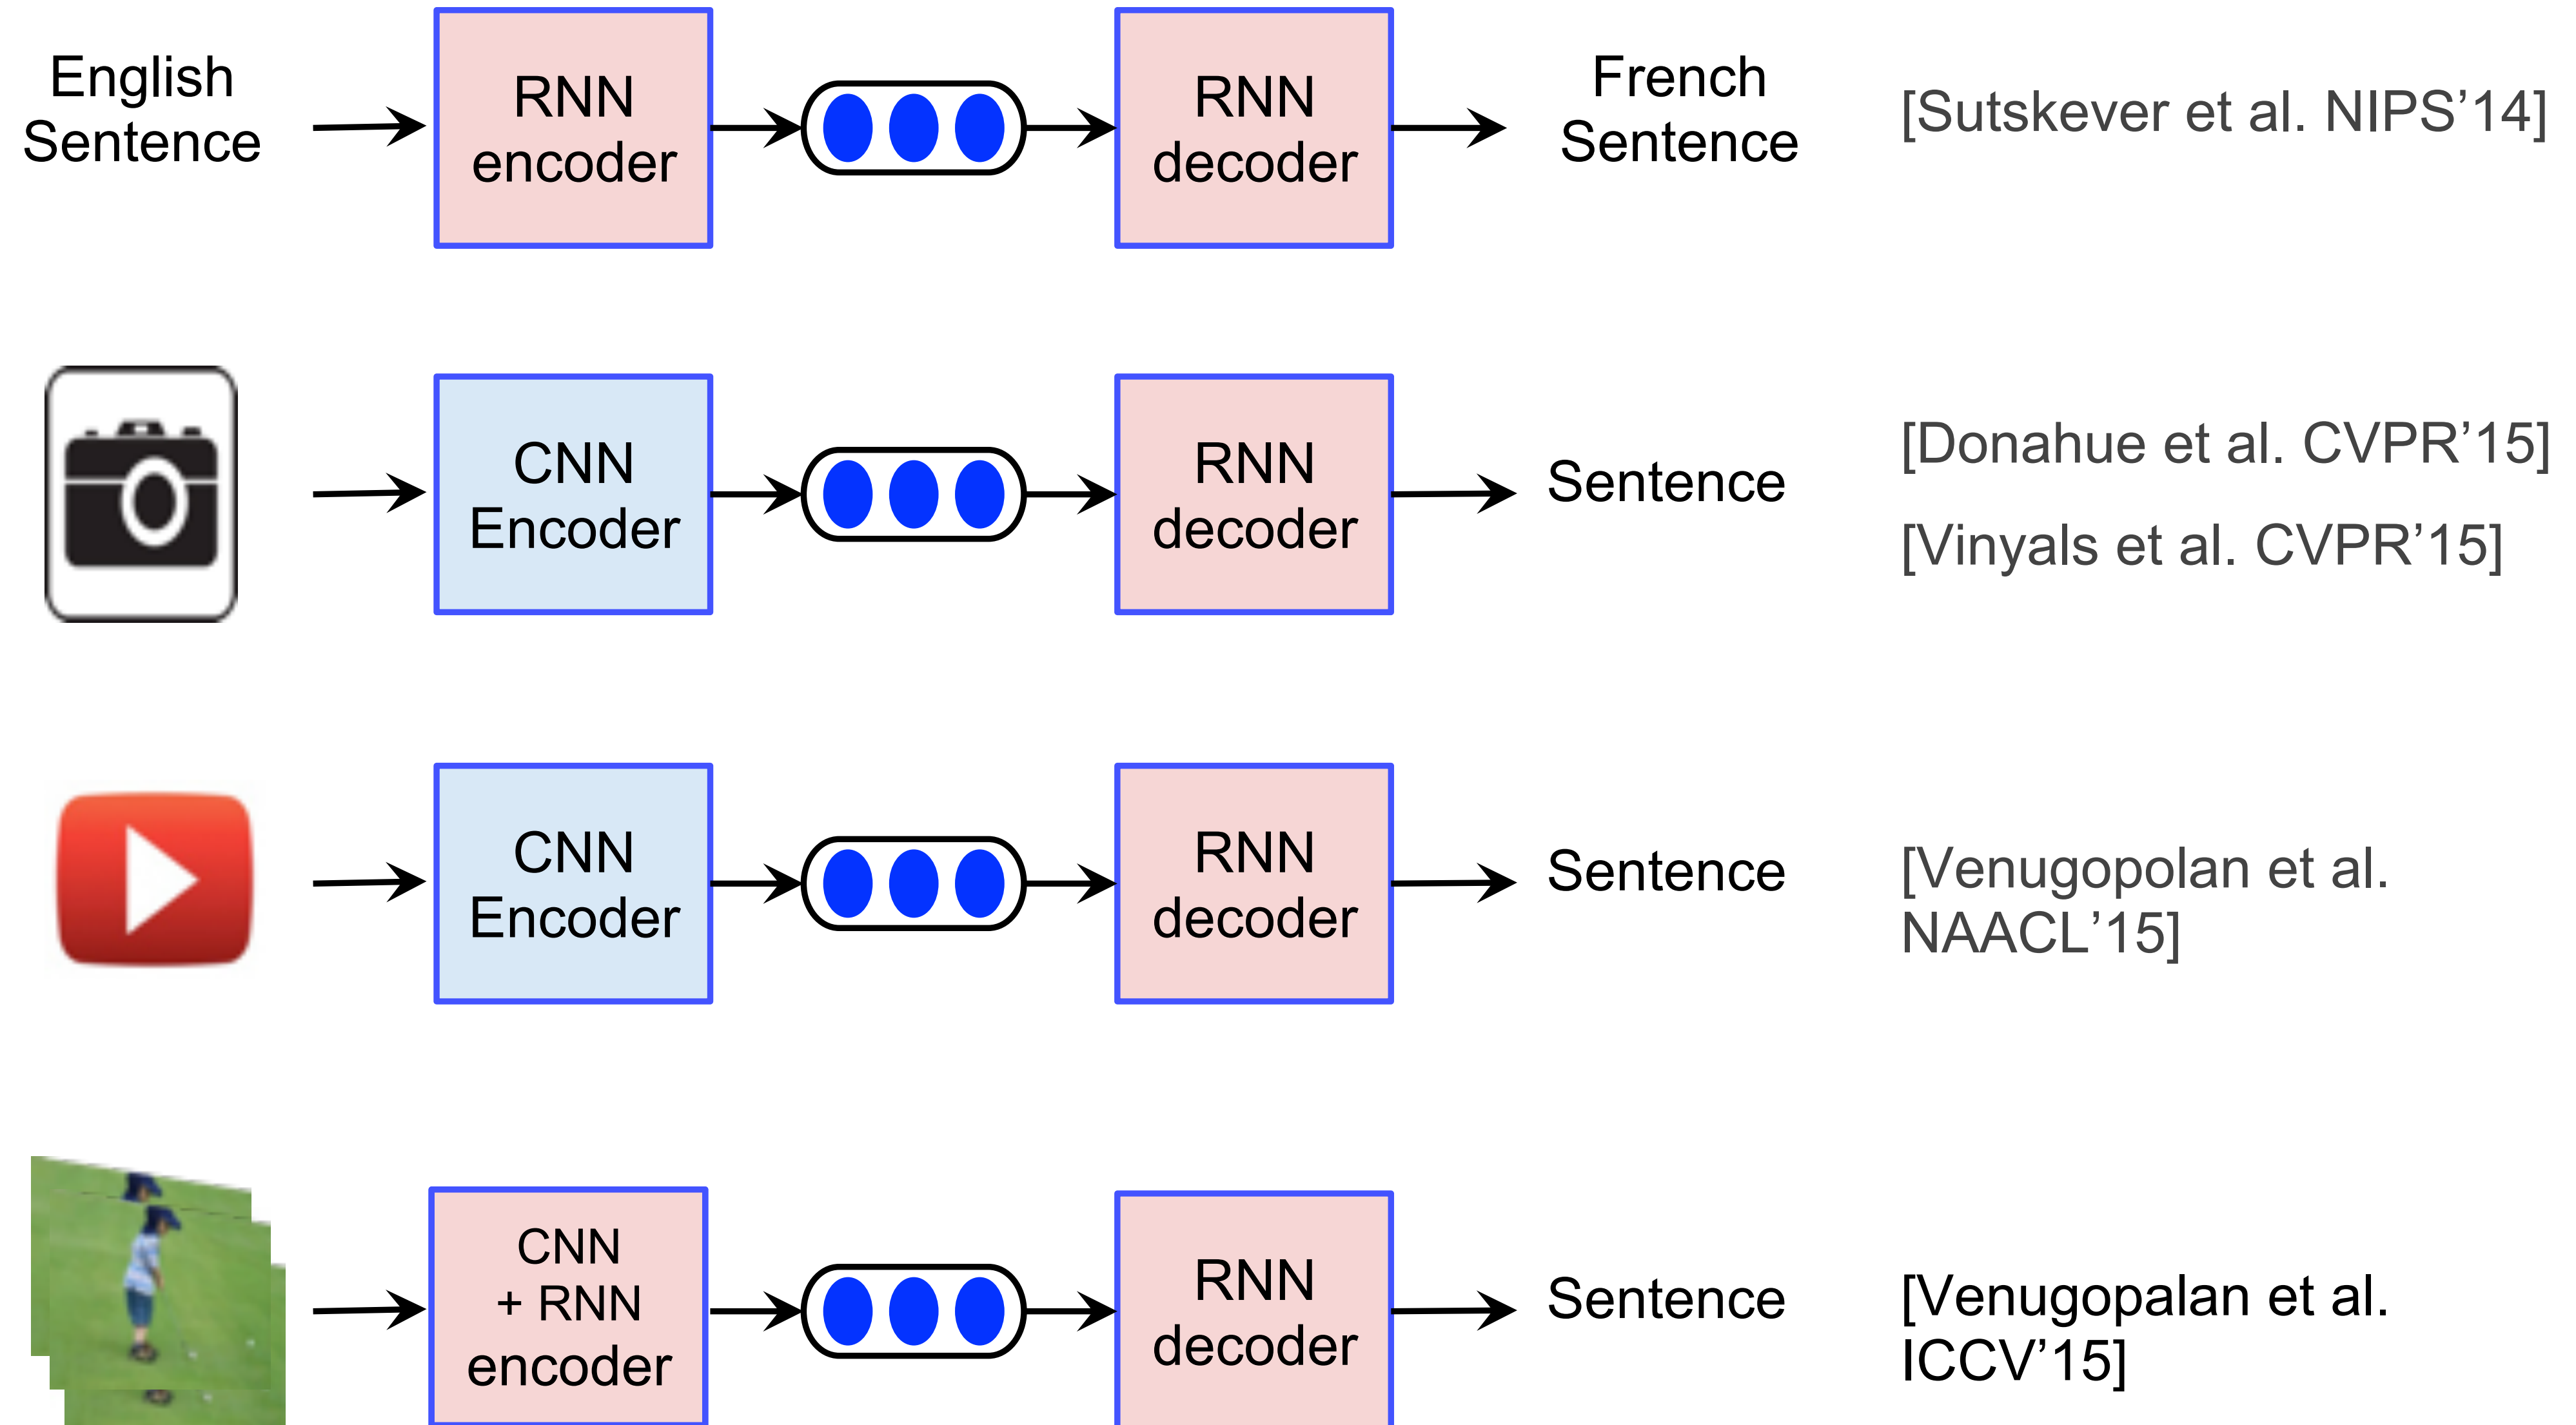 English
Sentence
RNN
encoder
RNN
decoder
French
Sentence
[Sutskever et al. NIPS’14]
CNN
Encoder
RNN
decoder
Sentence
[Donahue et al. CVPR’15]
[Vinyals et al. CVPR’15]
CNN
Encoder
RNN
decoder
Sentence
[Venugopolan et al.
NAACL’15]
CNN
+ RNN
encoder
RNN
decoder
Sentence
[Venugopalan et al.
ICCV’15]